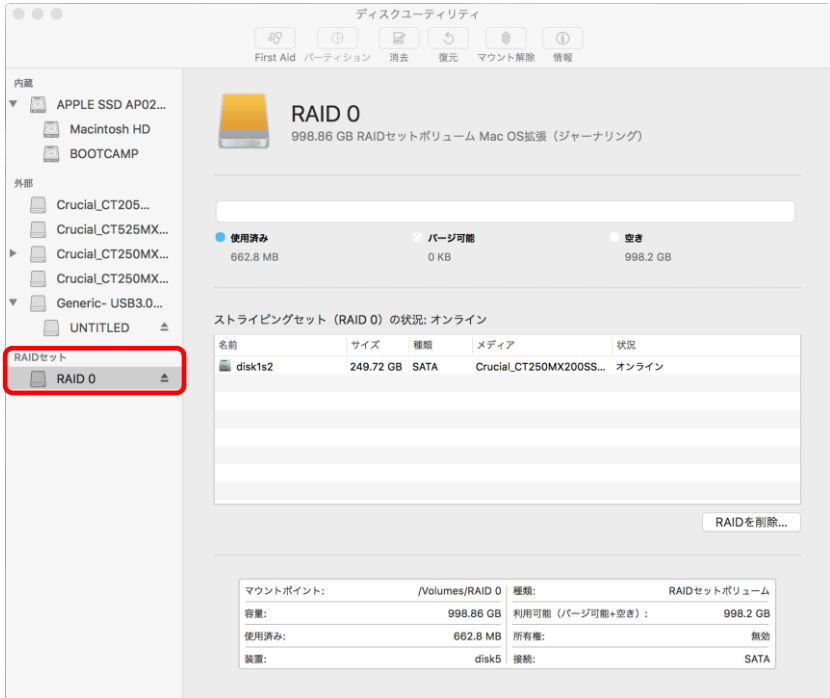 ディスクユーティリティ
First Aid パーティション 消去 復元 マウント解除 情報
内蔵
APPLE SSD AP02...
Macintosh HD
BOOTCAMP
外部
Crucial_CT205...
Crucial_CT525MX...
Crucial_CT250MX...
Crucial_CT250MX...
Generic- USB3.0...
UNTITLED
RAIDセット
RAID 0
RAID 0
998.86 GB RAIDセットボリューム Mac OS拡張（ジャーナリング）
使用済み パージ可能 空き
662.8 MB 0 KB 998.2 GB
ストライピングセット（RAID 0）の状況: オンライン
名前 サイズ 種類 メディア 状況
disk1s2 249.72 GB SATA Crucial_CT250MX200SS... オンライン
RAIDを削除...
マウントポイント: /Volumes/RAID 0 種類: RAIDセットボリューム
容量: 998.86 GB 利用可能（パージ可能+空き）: 998.2 GB
使用済み: 662.8 MB 所有権: 無効
装置: disk5 接続: SATA